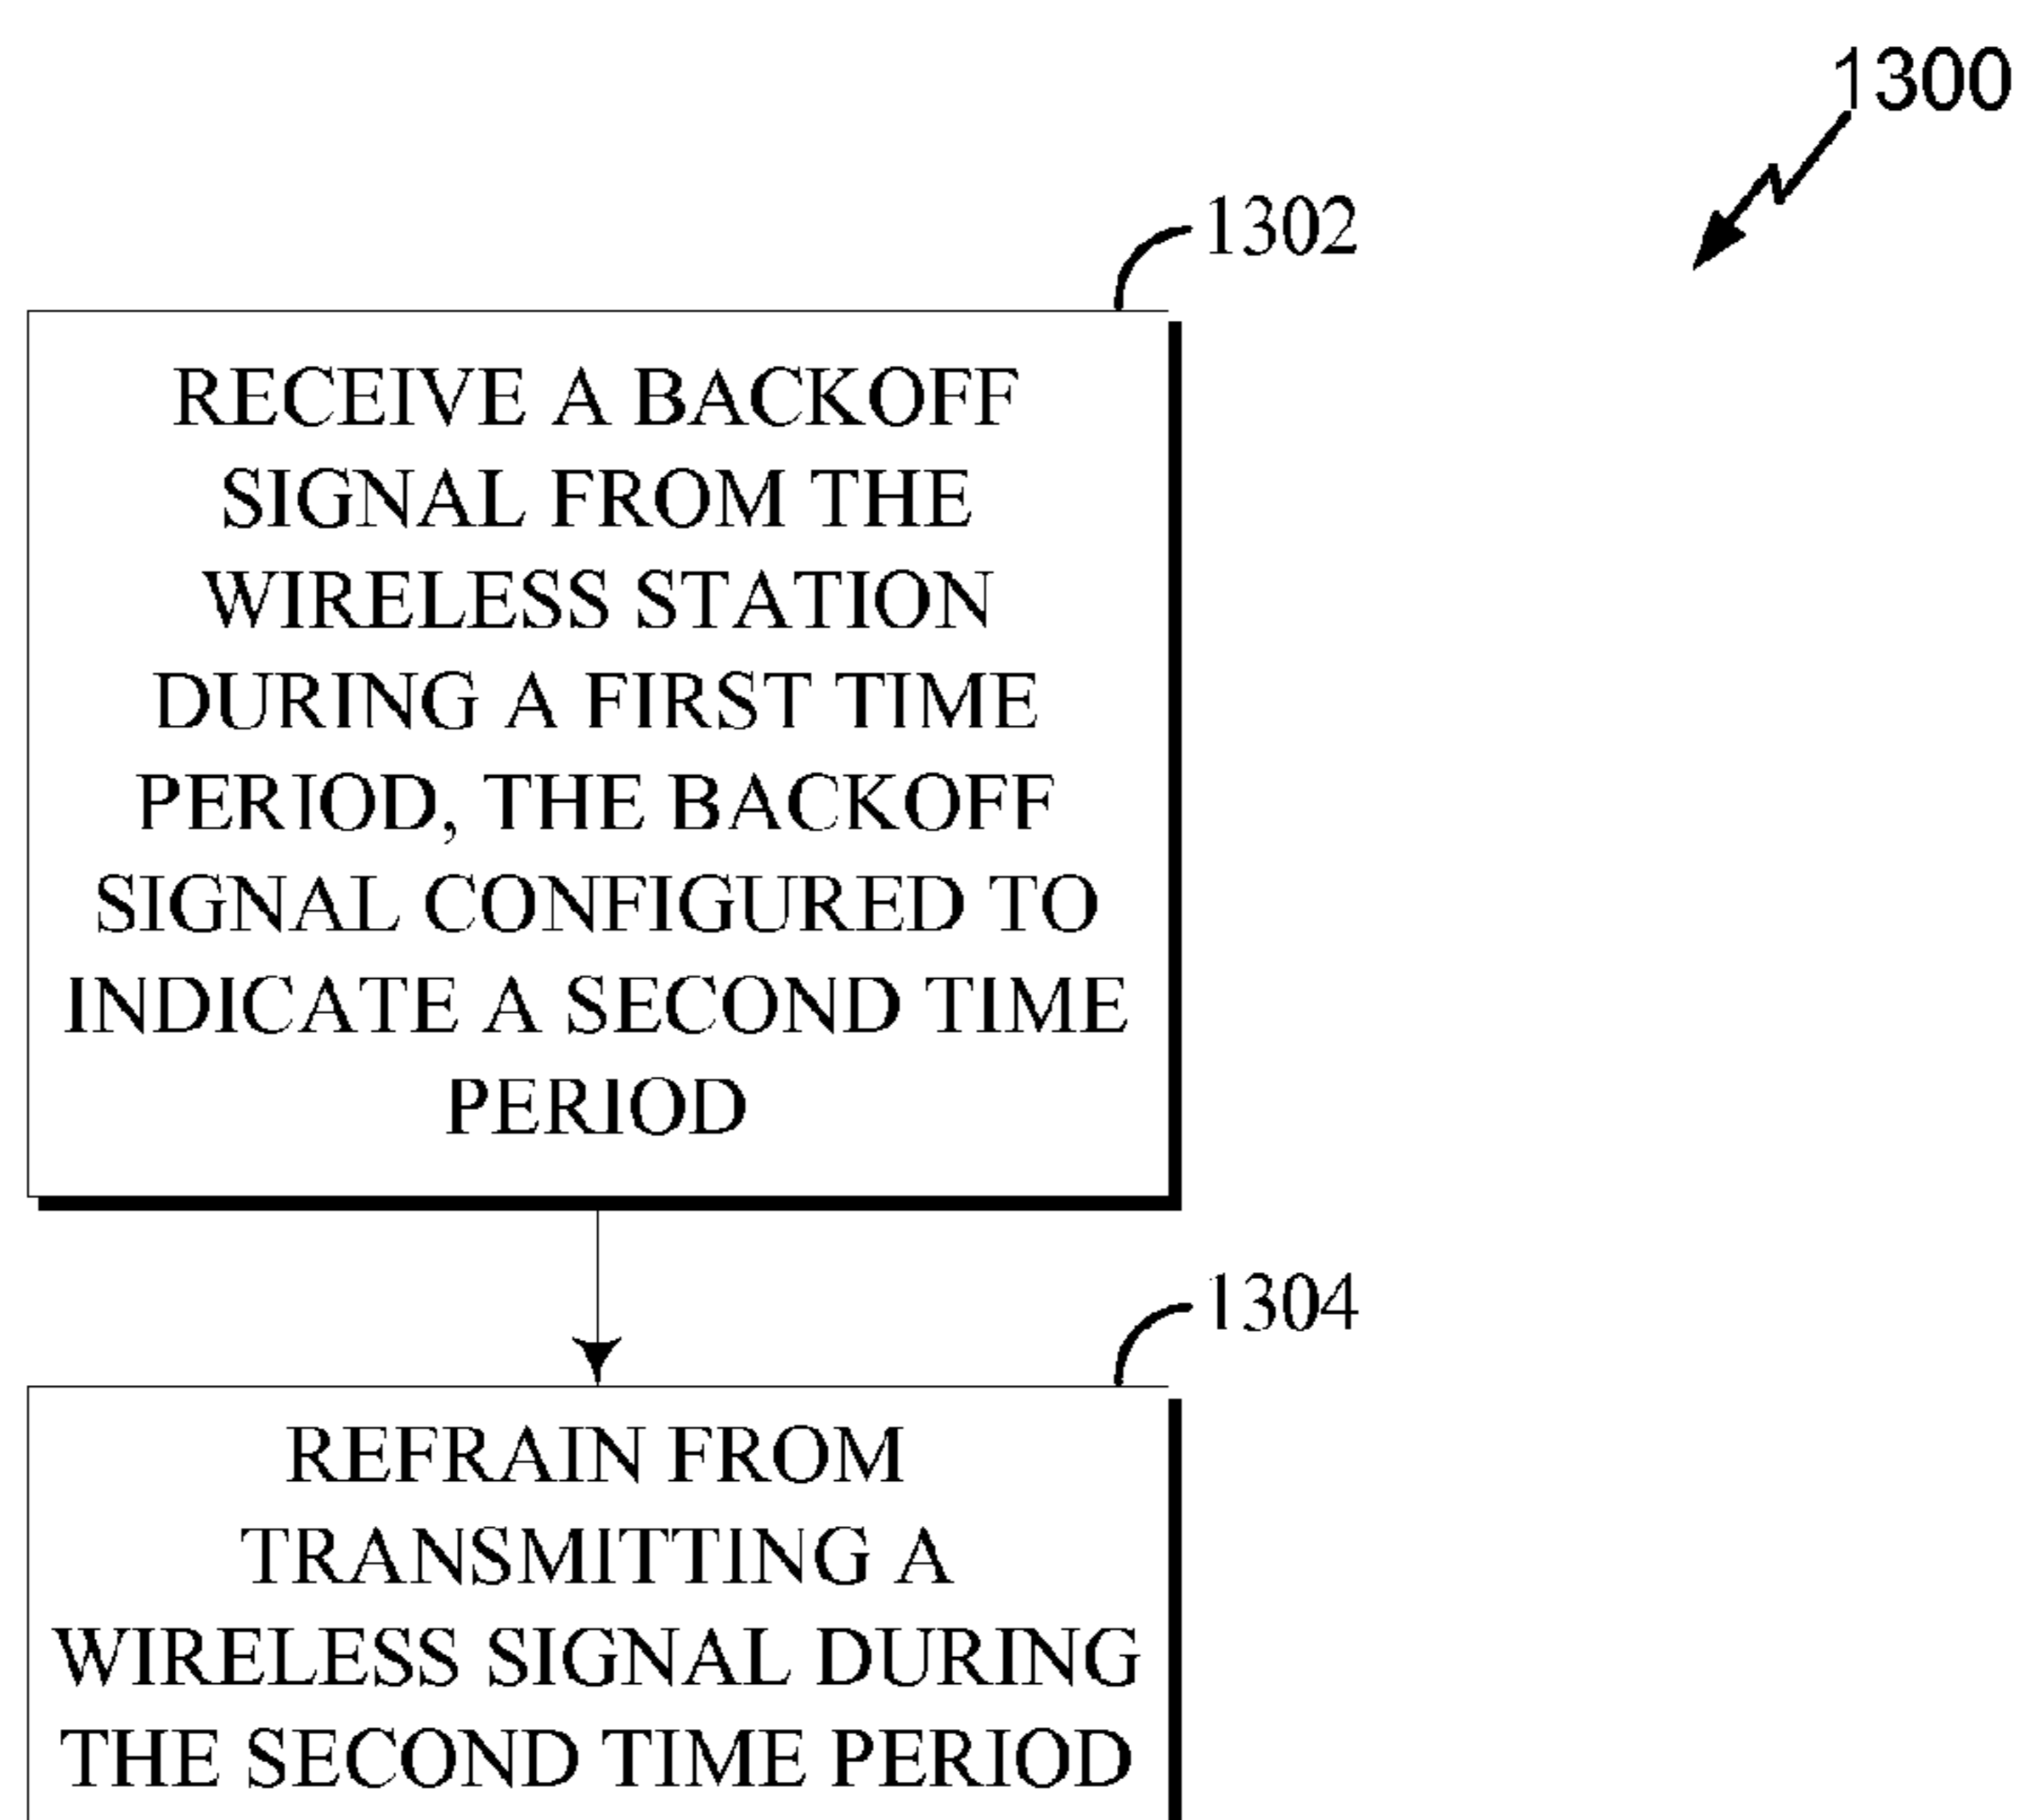 1300
1302
RECEIVE A BACKOFF
SIGNAL FROM THE
WIRELESS STATION
DURING A FIRST TIME
PERIOD, THE BACKOFF
SIGNAL CONFIGURED TO
INDICATE A SECOND TIME
PERIOD
1304
REFRAIN FROM
TRANSMITTING A
WIRELESS SIGNAL DURING
THE SECOND TIME PERIOD